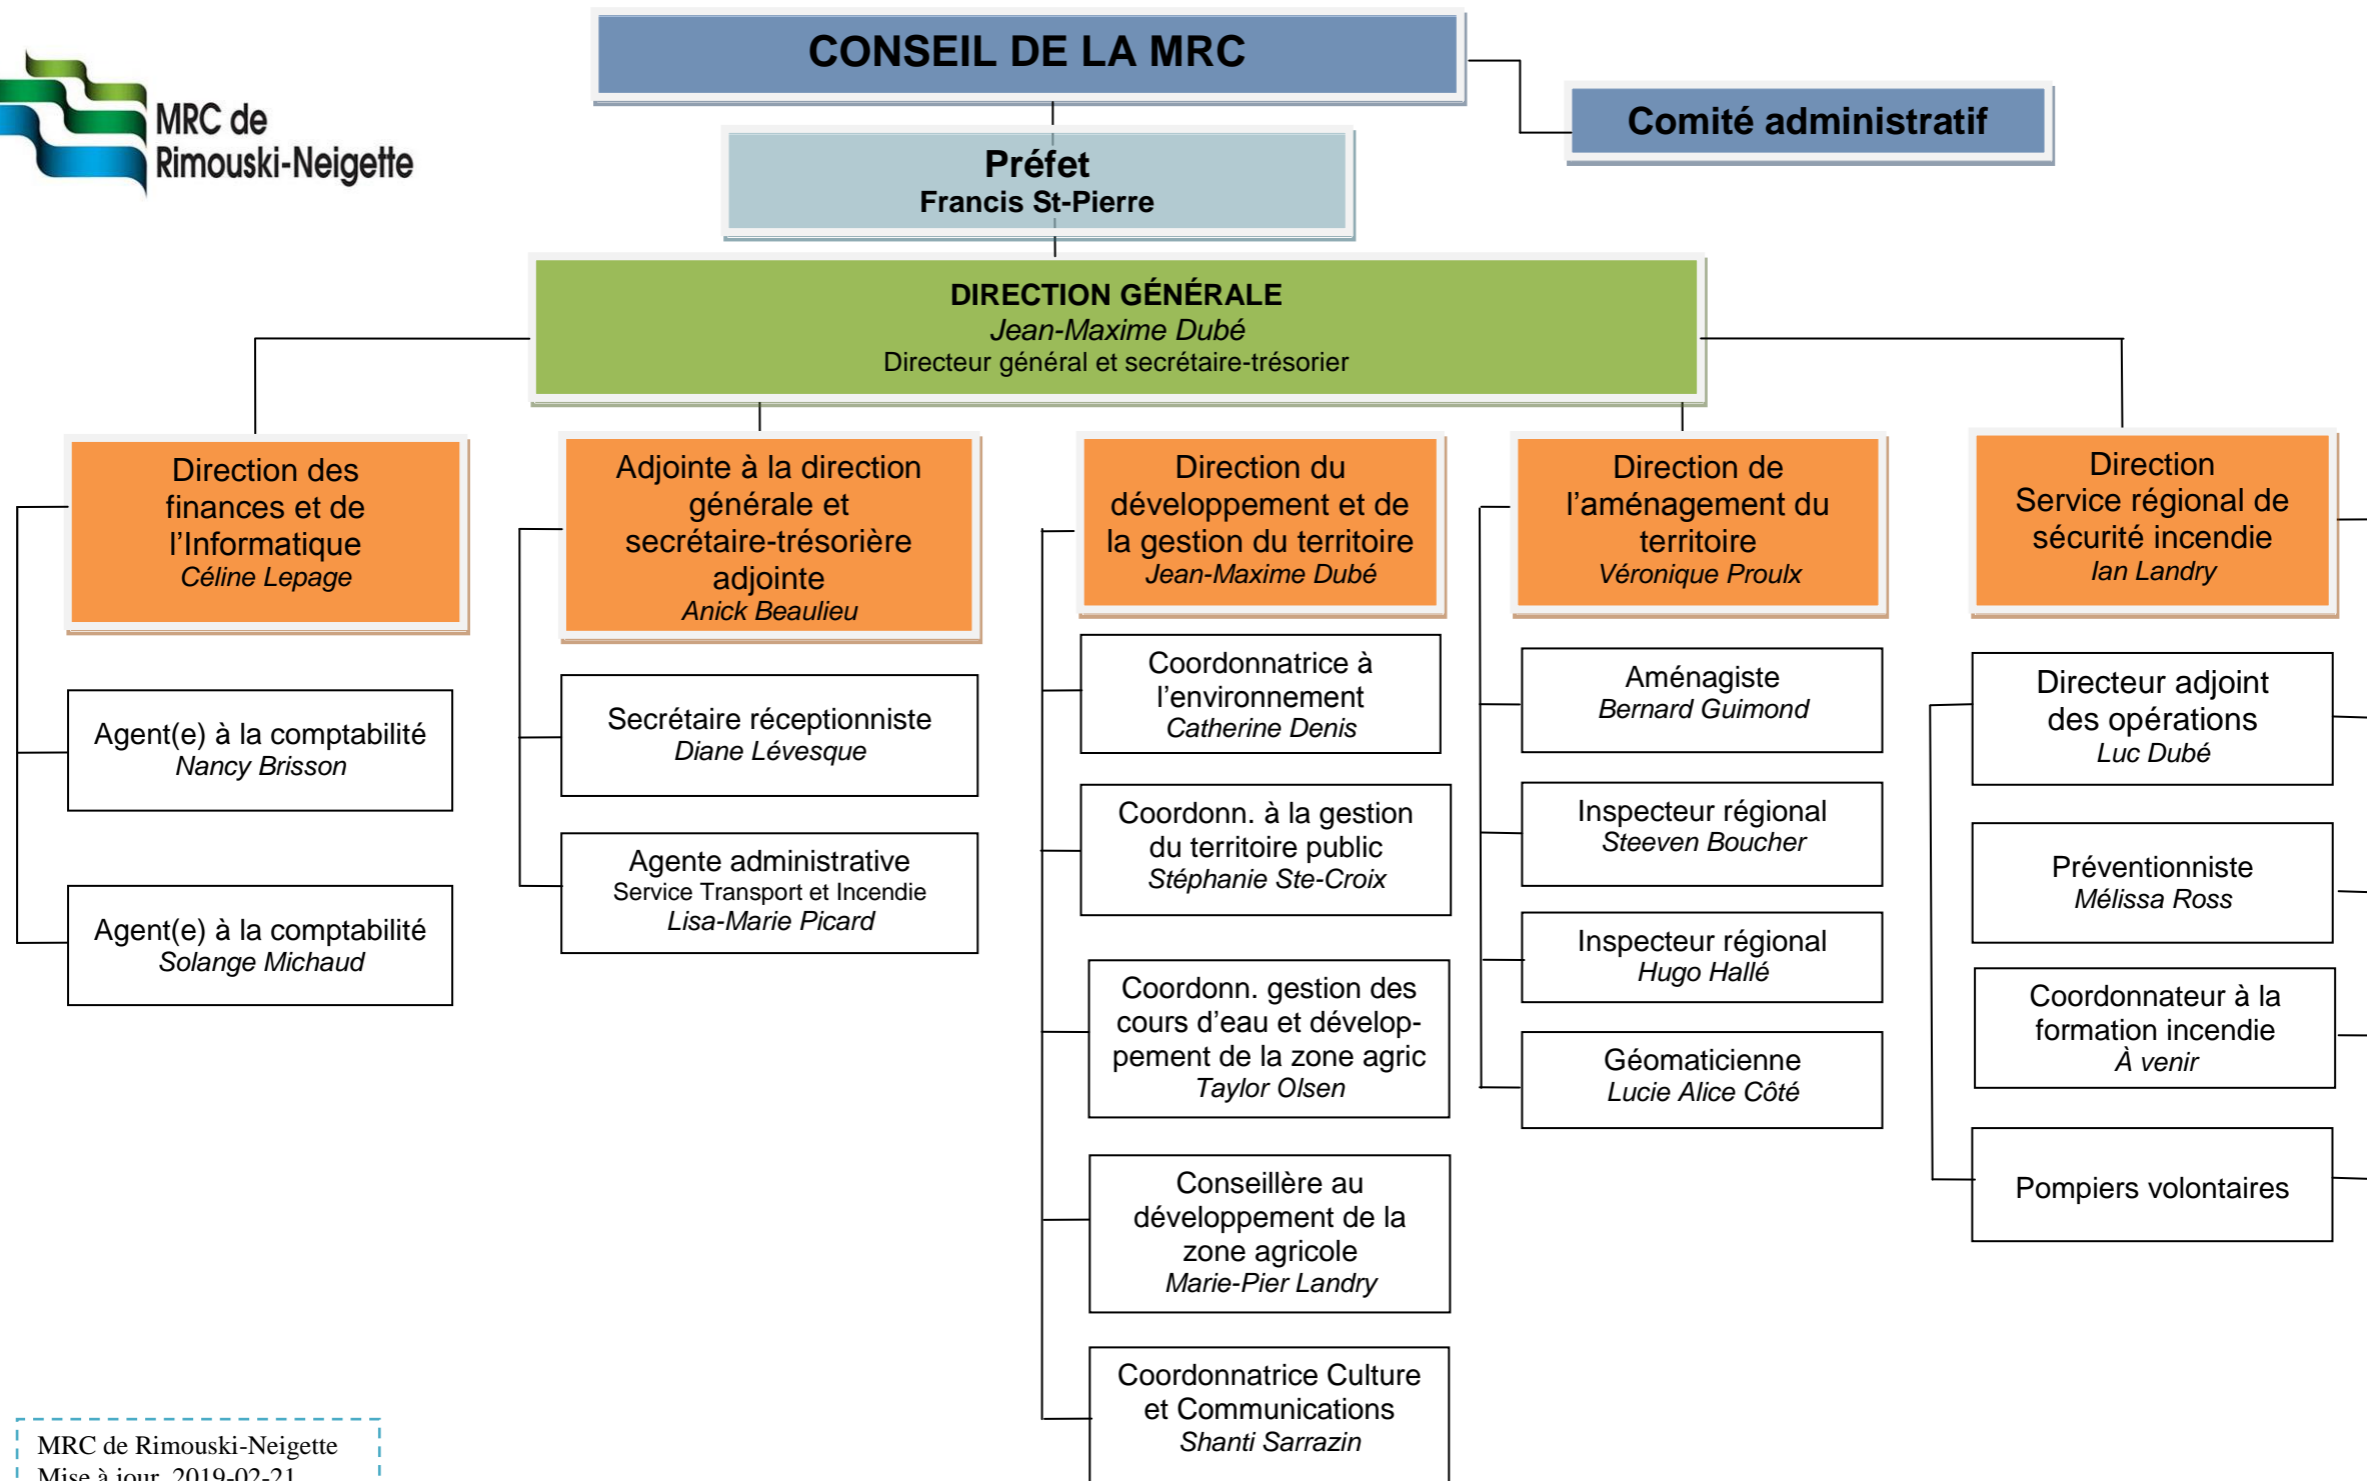 CONSEIL DE LA MRC
MRC de
Rimouski-Neigette
Comité administratif
Préfet
Francis St-Pierre
DIRECTION GÉNÉRALE
Jean-Maxime Dubé
Directeur général et secrétaire-trésorier
Direction des
finances et de
l'Informatique
Céline Lepage
Agent(e) à la comptabilité
Nancy Brisson
Agent(e) à la comptabilité
Solange Michaud
Adjointe à la direction
générale et
secrétaire-trésorière
adjointe
Anick Beaulieu
Secrétaire réceptionniste
Diane Lévesque
Agente administrative
Service Transport et Incendie
Lisa-Marie Picard
Direction du
développement et de
la gestion du territoire
Jean-Maxime Dubé
Coordonnatrice à
l'environnement
Catherine Denis
Coordonn. à la gestion
du territoire public
Stéphanie Ste-Croix
Coordonn. gestion des
cours d'eau et dévelop-
pement de la zone agric
Taylor Olsen
Conseillère au
développement de la
zone agricole
Marie-Pier Landry
Coordonnatrice Culture
et Communications
Shanti Sarrazin
Direction de
l'aménagement du
territoire
Véronique Proulx
Aménagiste
Bernard Guimond
Inspecteur régional
Steeven Boucher
Inspecteur régional
Hugo Hallé
Géomaticienne
Lucie Alice Côté
Direction
Service régional de
sécurité incendie
Ian Landry
Directeur adjoint
des opérations
Luc Dubé
Préventionniste
Mélissa Ross
Coordonnateur à la
formation incendie
À venir
Pompiers volontaires
MRC de Rimouski-Neigette
Mise à jour 2019-02-21